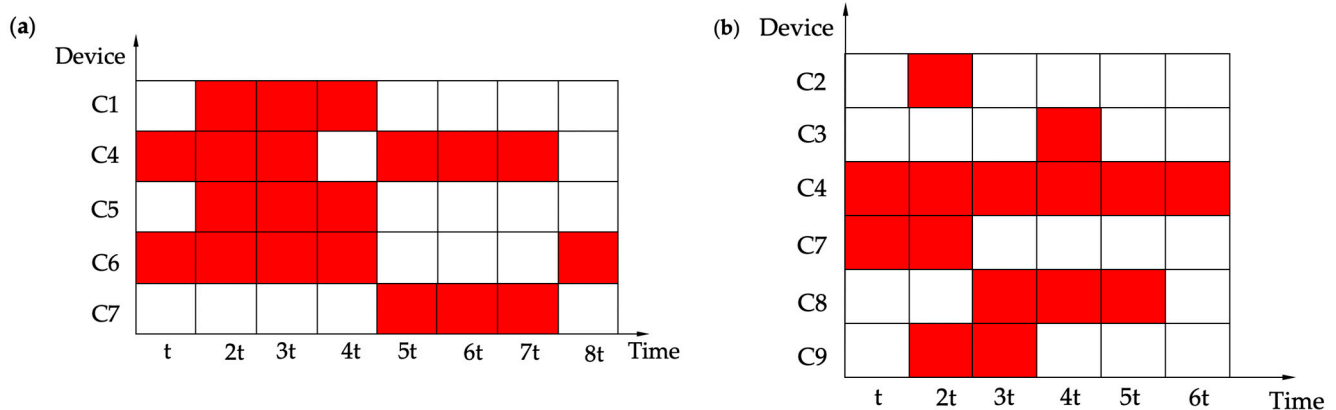 (a)
Device
C1
C4
C5
C6
C7
t 2t 3t 4t 5t 6t 7t 8t Time
(b) Device
C2
C3
C4
C7
C8
C9
t 2t 3t 4t 5t 6t Time